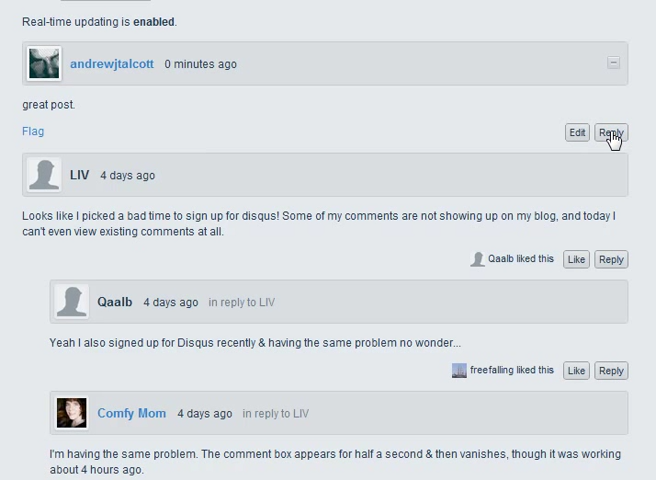 Real-time updating is enabled.
andrewjtalcott 0 minutes ago
great post.
Flag Edit Reply
LIV 4 days ago
Looks like I picked a bad time to sign up for disqus! Some of my comments are not showing up on my blog, and today I
can't even view existing comments at all.
Qaalb liked this Like Reply
Qaalb 4 days ago in reply to LIV
Yeah I also signed up for Disqus recently & having the same problem no wonder...
freefalling liked this Like Reply
Comfy Mom 4 days ago in reply to LIV
I'm having the same problem. The comment box appears for half a second & then vanishes, though it was working
about 4 hours ago.